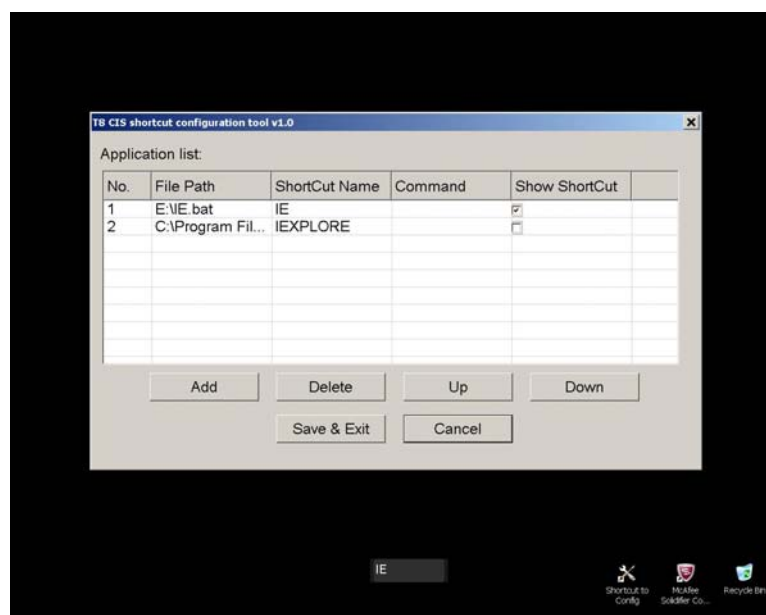 T8 CIS shortcut configuration tool v1.0
Application list:
No. File Path ShortCut Name Command Show ShortCut
1 E:\IE.bat IE
2 C:\Program Fil... IEXPLORE
Add Delete Up Down
Save & Exit Cancel
IE
Shortcut to Config
McAfee Solidifier Co...
Recycle Bin